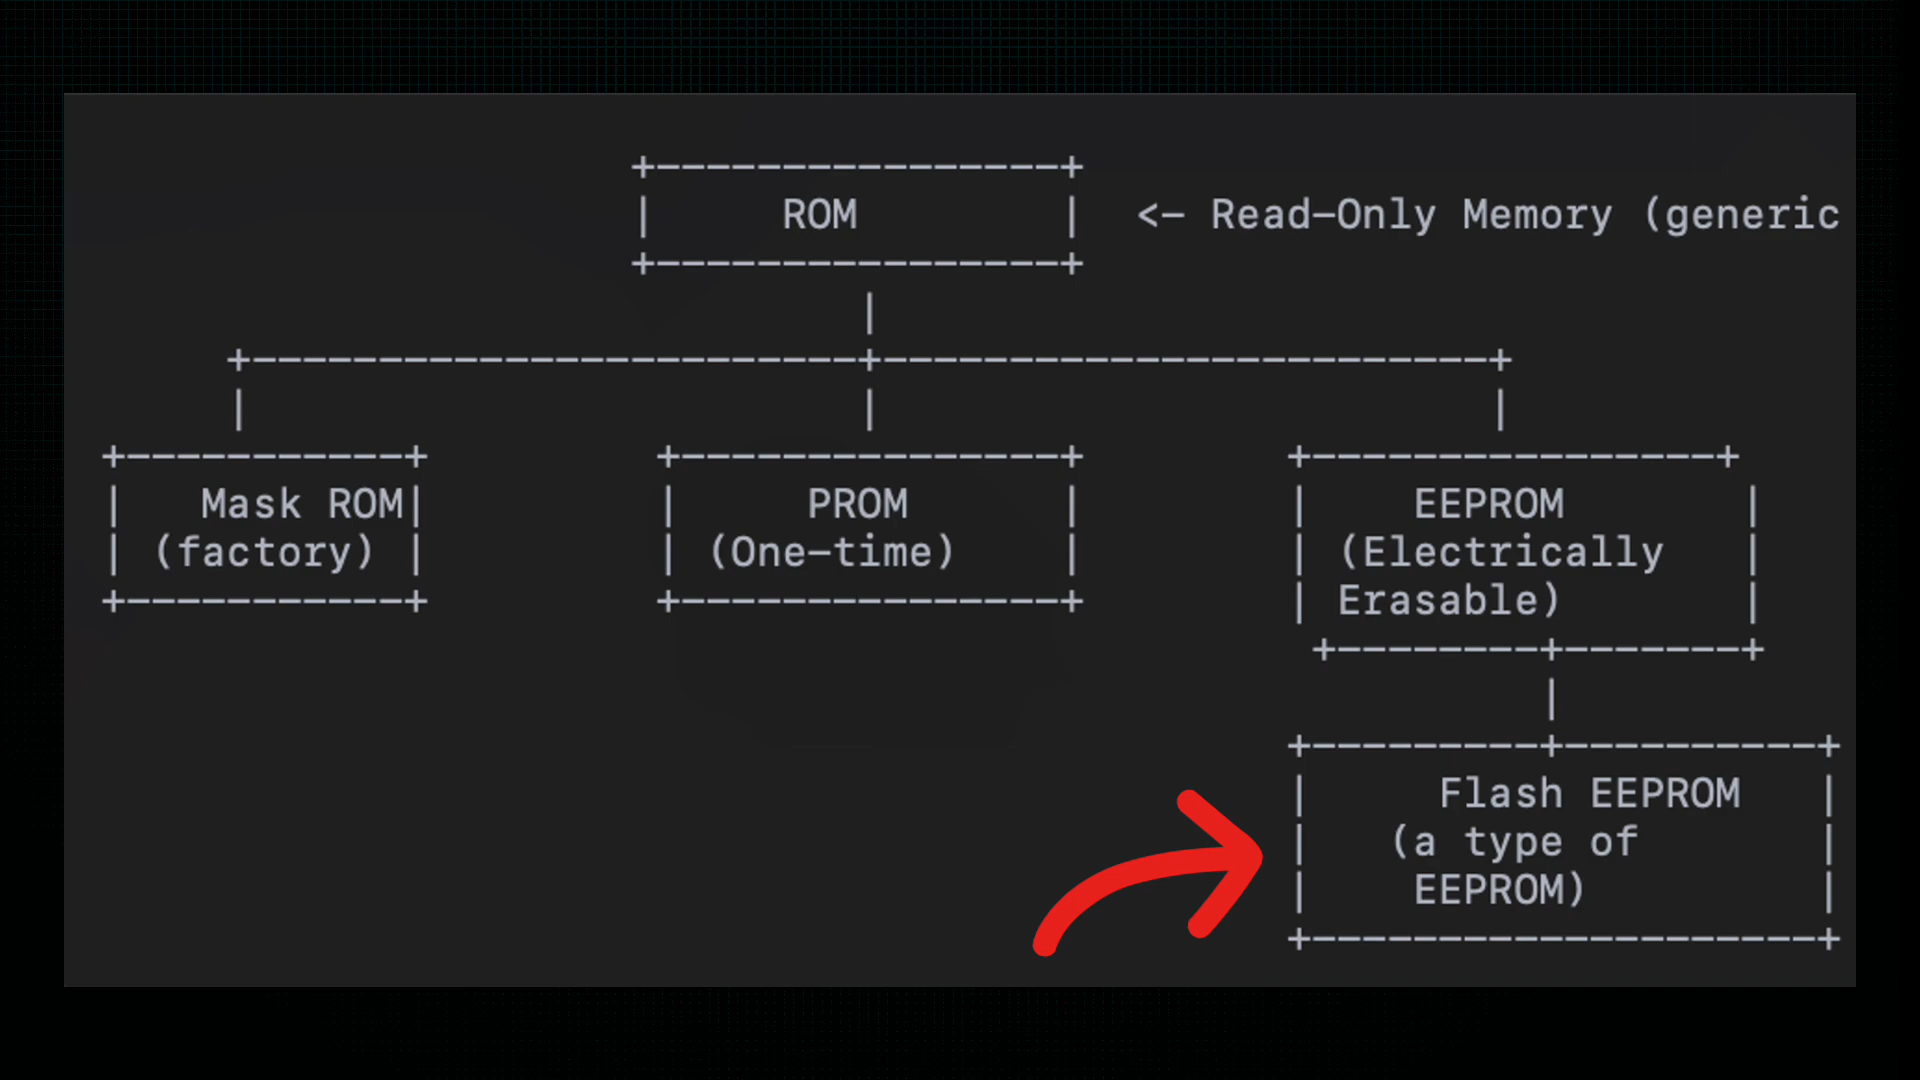 ROM <- Read-Only Memory (generic
Mask ROM
(factory)
PROM
(One-time)
EEPROM
(Electrically
Erasable)
Flash EEPROM
(a type of
EEPROM)